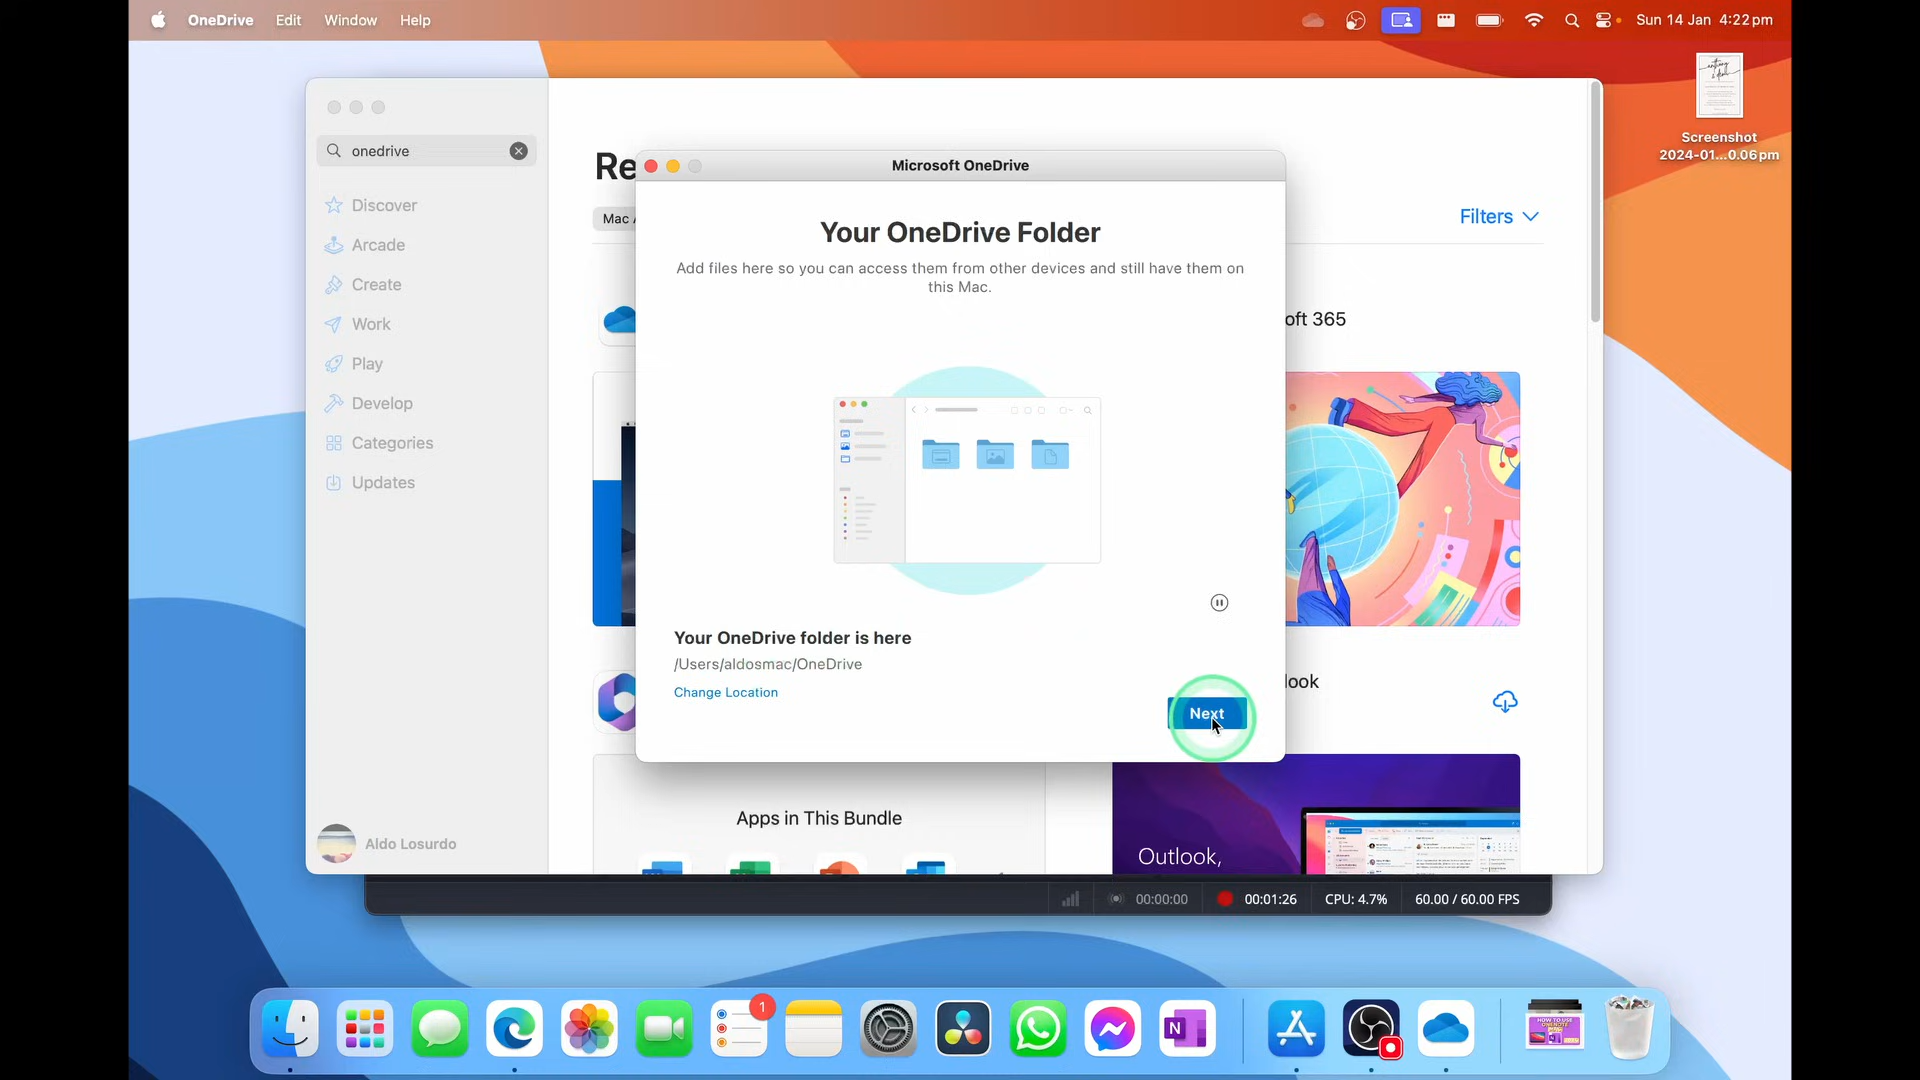 OneDrive Edit Window Help
Sun 14 Jan 4:22 pm
Screenshot
2024-01...0.06 pm
onedrive
Discover
Arcade
Create
Work
Play
Develop
Categories
Updates
Aldo Losurdo
Re
Mac
Filters
oft 365
look
Microsoft OneDrive
Your OneDrive Folder
Add files here so you can access them from other devices and still have them on
this Mac.
Your OneDrive folder is here
/Users/aldosmac/OneDrive
Change Location
Next
Apps in This Bundle
Outlook,
00:00:00 00:01:26 CPU: 4.7% 60.00 / 60.00 FPS
1
N
HOW TO USE
ONENOTE